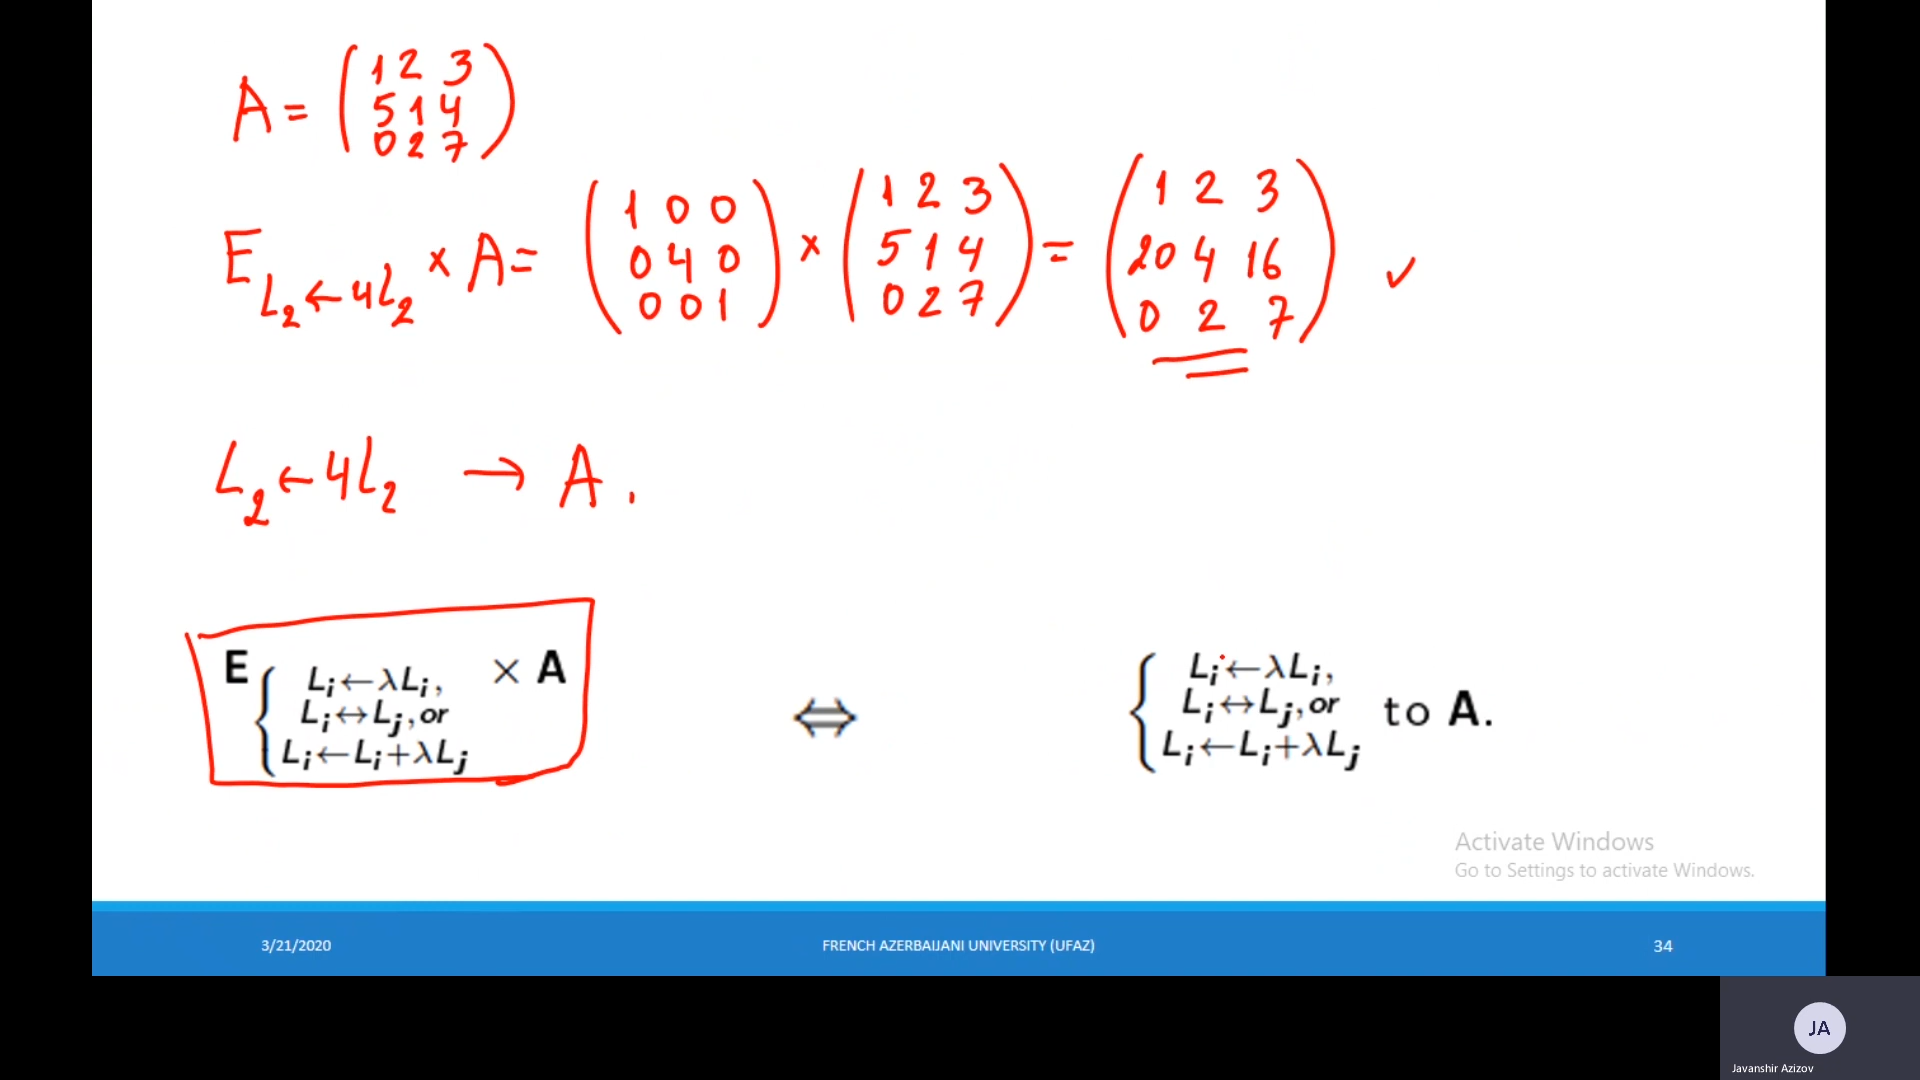 A = ( 1 2 3
5 1 4
0 2 7 )
E L₂←4L₂ × A = ( 1 0 0
0 4 0
0 0 1 ) × ( 1 2 3
5 1 4
0 2 7 ) = ( 1 2 3
20 4 16
0 2 7 ) ✓
L₂←4L₂ → A.
E { Lᵢ←λLᵢ,
Lᵢ↔Lⱼ,or
Lᵢ←Lᵢ+λLⱼ × A
⇔
{ Lᵢ←λLᵢ,
Lᵢ↔Lⱼ,or
Lᵢ←Lᵢ+λLⱼ to A.
Activate Windows
Go to Settings to activate Windows.
3/21/2020
FRENCH AZERBAIJANI UNIVERSITY (UFAZ)
34
JA
Javanshir Azizov